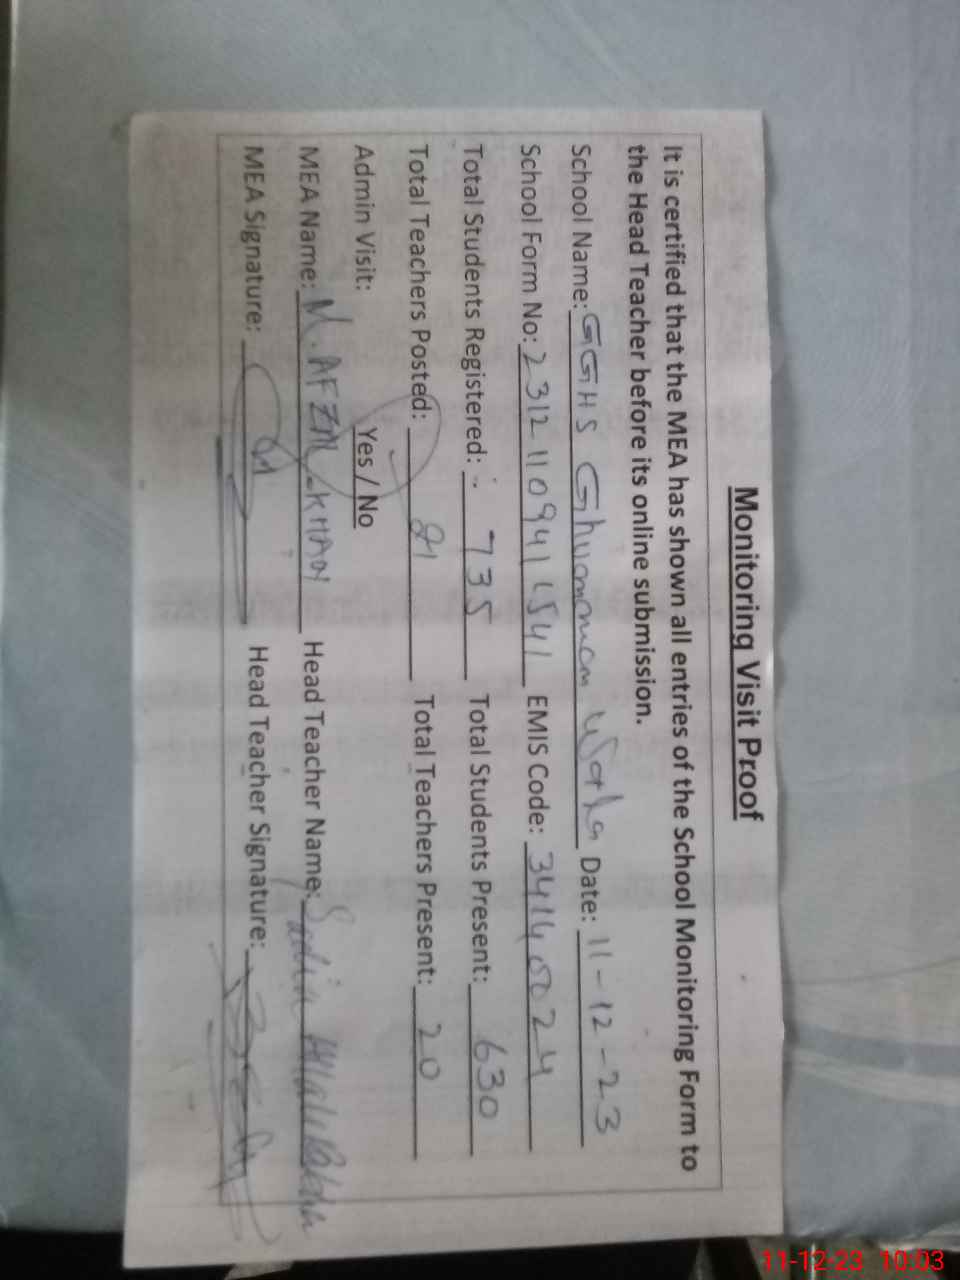 Monitoring Visit Proof
It is certified that the MEA has shown all entries of the School Monitoring Form to
the Head Teacher before its online submission.
School Name: GGHS Ghumman Wala Date: 11-12-23
School Form No: 2312110941541 EMIS Code: 34140024
Total Students Registered: 735 Total Students Present: 630
Total Teachers Posted: 21 Total Teachers Present: 20
Admin Visit: Yes / No
MEA Name: M. AFZAL KHAN Head Teacher Name: Sadia
MEA Signature: Head Teacher Signature:
11-12-23 10:03